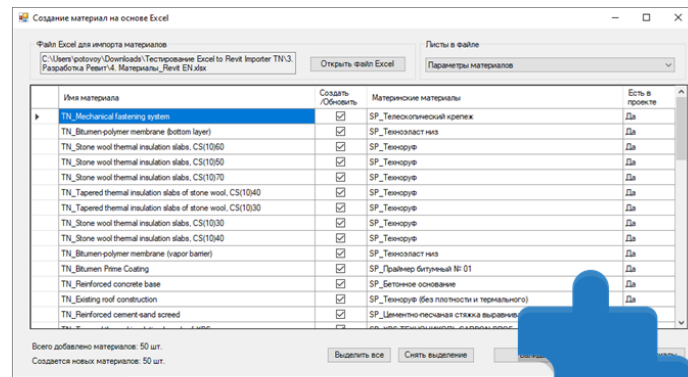 Создание материал на основе Excel
Файл Excel для импорта материалов
C:\Users\potovoy\Downloads\Тестирование Excel to Revit Importer TN\3.
Разработка Ревит\4. Материалы_Revit EN.xlsx
Открыть файл Excel
Листы в файле
Параметры материалов
Имя материала Создать /Обновить Материнские материалы Есть в проекте
TN_Mechanical fastening system SP_Телескопический крепеж Да
TN_Bitumen-polymer membrane (bottom layer) SP_Техноэласт низ Да
TN_Stone wool thermal insulation slabs, CS(10)60 SP_Техноруф Да
TN_Stone wool thermal insulation slabs, CS(10)50 SP_Техноруф Да
TN_Stone wool thermal insulation slabs, CS(10)70 SP_Техноруф Да
TN_Tapered thermal insulation slabs of stone wool, CS(10)40 SP_Техноруф Да
TN_Tapered thermal insulation slabs of stone wool, CS(10)30 SP_Техноруф Да
TN_Stone wool thermal insulation slabs, CS(10)30 SP_Техноруф Да
TN_Stone wool thermal insulation slabs, CS(10)40 SP_Техноруф Да
TN_Bitumen-polymer membrane (vapor barrier) SP_Техноэласт низ Да
TN_Bitumen Prime Coating SP_Праймер битумный № 01 Да
TN_Reinforced concrete base SP_Бетонное основание Да
TN_Existing roof construction SP_Техноруф (без плотности и термального) Да
TN_Reinforced cement-sand screed SP_Цементно-песчаная стяжка
Всего добавлено материалов: 50 шт.
Создается новых материалов: 50 шт.
Выделить все Снять выделение